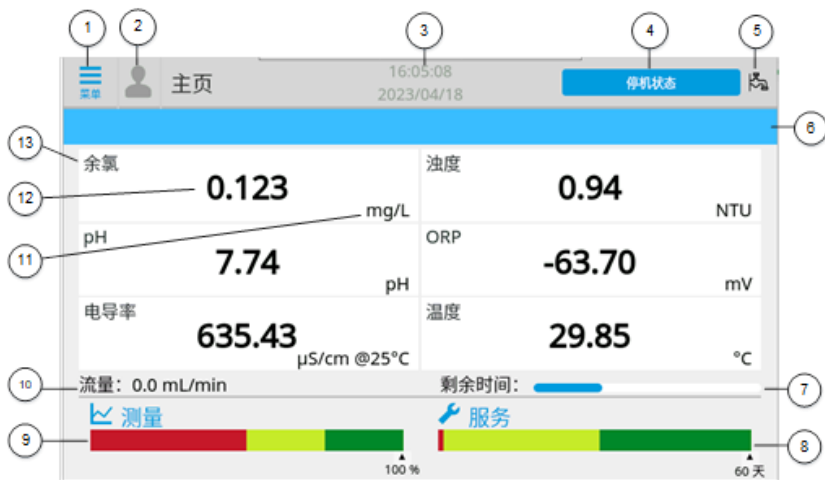 1
2
3
4
5
菜单
主页
16:05:08
2023/04/18
停机状态
6
13
余氯
0.123
mg/L
浊度
0.94
NTU
12
pH
7.74
pH
ORP
-63.70
mV
11
电导率
635.43
µS/cm @25°C
温度
29.85
°C
10
流量：0.0 mL/min
剩余时间：
7
测量
服务
9
100 %
60 天
8